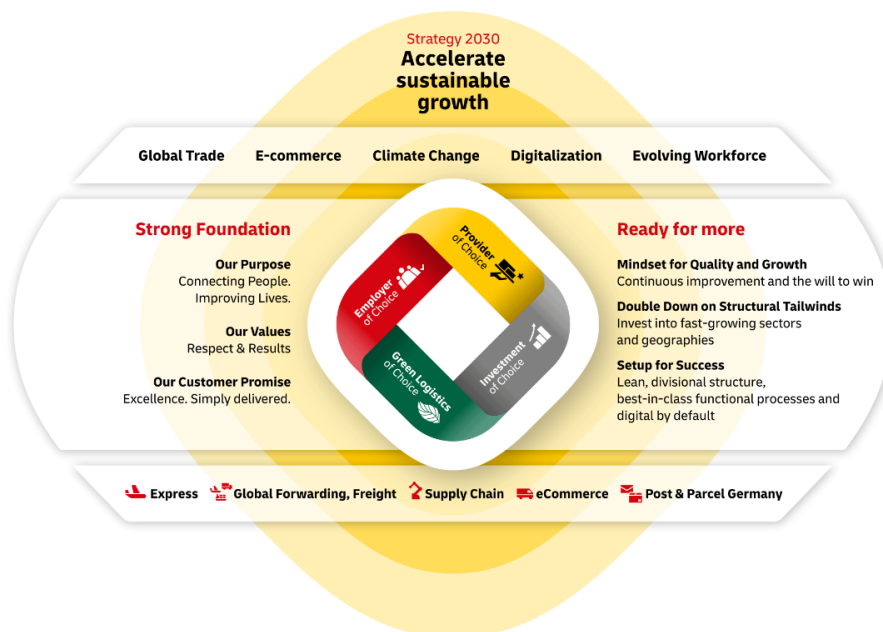 Strategy 2030
Accelerate
sustainable
growth
Global Trade E-commerce Climate Change Digitalization Evolving Workforce
Strong Foundation
Our Purpose
Connecting People.
Improving Lives.
Our Values
Respect & Results
Our Customer Promise
Excellence. Simply delivered.
Employer
of Choice
Provider
of Choice
Green Logistics
of Choice
Investment
of Choice
Ready for more
Mindset for Quality and Growth
Continuous improvement and the will to win
Double Down on Structural Tailwinds
Invest into fast-growing sectors
and geographies
Setup for Success
Lean, divisional structure,
best-in-class functional processes and
digital by default
Express Global Forwarding, Freight Supply Chain eCommerce Post & Parcel Germany